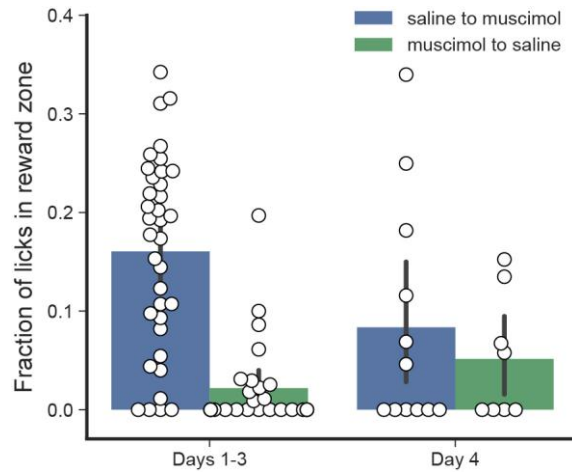 Fraction of licks in reward zone
0.4
0.3
0.2
0.1
0.0
saline to muscimol
muscimol to saline
Days 1-3
Day 4